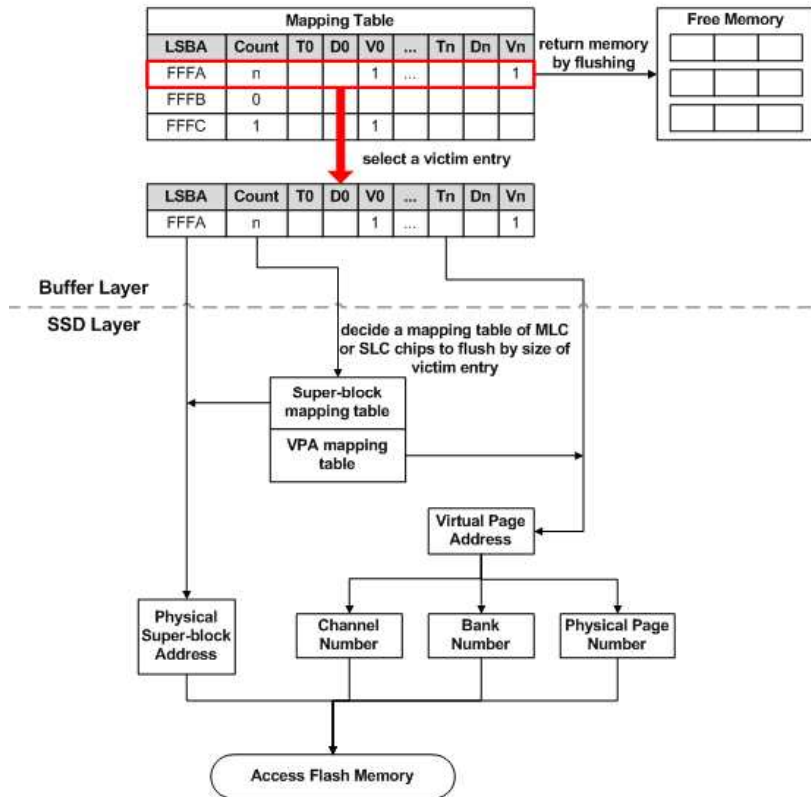 Mapping Table
LSBA Count T0 D0 V0 ... Tn Dn Vn
FFFA n 1 ... 1
FFFB 0
FFFC 1 1
return memory
by flushing
Free Memory
select a victim entry
LSBA Count T0 D0 V0 ... Tn Dn Vn
FFFA n 1 ... 1
Buffer Layer
SSD Layer
decide a mapping table of MLC
or SLC chips to flush by size of
victim entry
Super-block
mapping table
VPA mapping
table
Virtual Page
Address
Physical
Super-block
Address
Channel
Number
Bank
Number
Physical Page
Number
Access Flash Memory